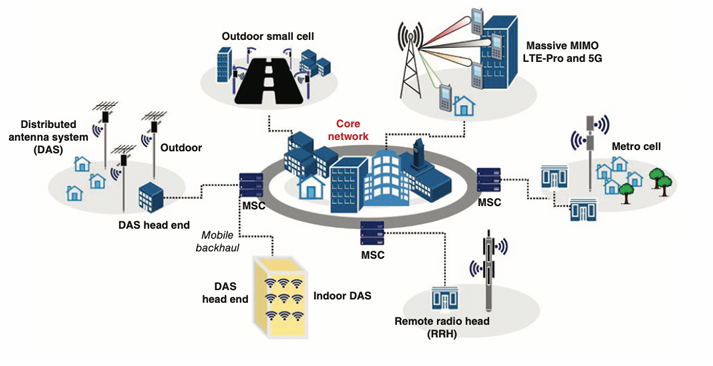 Outdoor small cell
Massive MIMO
LTE-Pro and 5G
Distributed
antenna system
(DAS)
Outdoor
Core
network
Metro cell
DAS head end
MSC
MSC
MSC
Mobile
backhaul
DAS
head end
Indoor DAS
Remote radio head
(RRH)